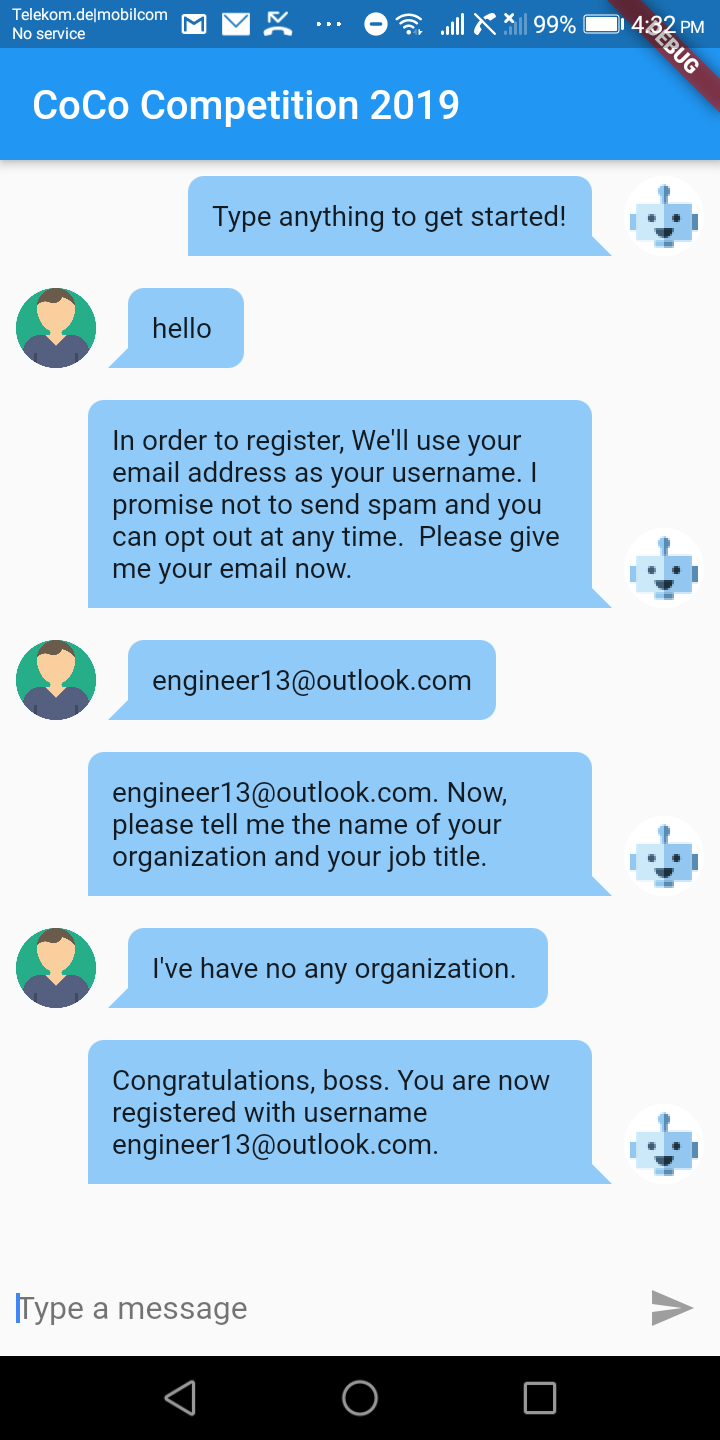 Telekom.de|mobilcom
No service
99%
4:32 PM
DEBUG
CoCo Competition 2019
Type anything to get started!
hello
In order to register, We'll use your
email address as your username. I
promise not to send spam and you
can opt out at any time.  Please give
me your email now.
engineer13@outlook.com
engineer13@outlook.com. Now,
please tell me the name of your
organization and your job title.
I've have no any organization.
Congratulations, boss. You are now
registered with username
engineer13@outlook.com.
Type a message